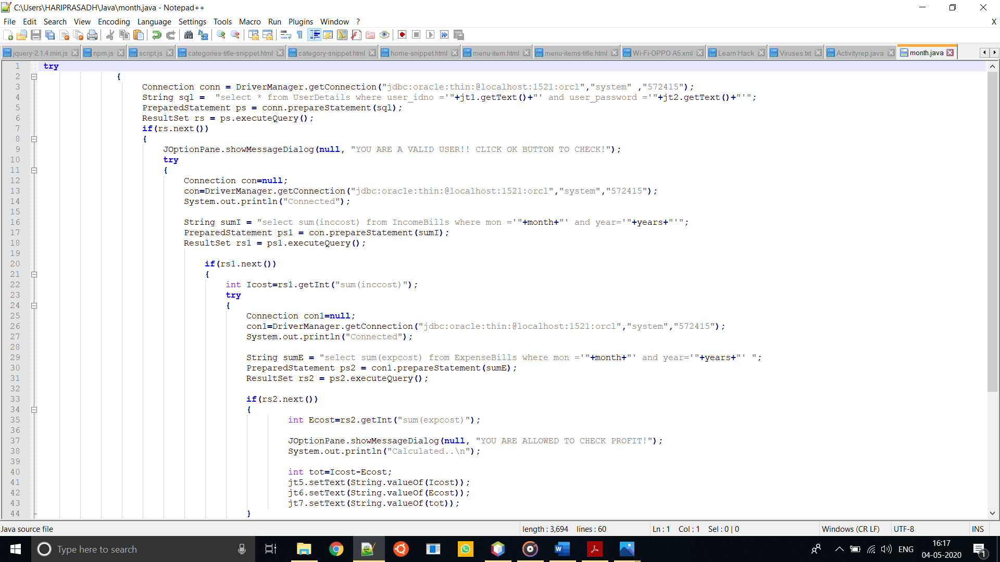 C:\Users\HARIPRASADH\Java\month.java - Notepad++
File Edit Search View Encoding Language Settings Tools Macro Run Plugins Window ? X
jquery-2.1.4.min.js npm.js script.js categories-title-snippet.html category-snippet.html home-snippet.html menu-item.html menu-items-title.html Wi-Fi-OPPO A5.xml Learn Hack Viruses.txt Activityrep.java month.java
1 try
2 {
3 Connection conn = DriverManager.getConnection("jdbc:oracle:thin:@localhost:1521:orcl","system" ,"572415");
4 String sql =  "select * from UserDetails where user_idno ='"+jt1.getText()+"' and user_password ='"+jt2.getText()+"'";
5 PreparedStatement ps = conn.prepareStatement(sql);
6 ResultSet rs = ps.executeQuery();
7 if(rs.next())
8 {
9 JOptionPane.showMessageDialog(null, "YOU ARE A VALID USER!! CLICK OK BUTTON TO CHECK!");
10 try
11 {
12 Connection con=null;
13 con=DriverManager.getConnection("jdbc:oracle:thin:@localhost:1521:orcl","system","572415");
14 System.out.println("Connected");
15
16 String sumI = "select sum(inccost) from IncomeBills where mon ='"+month+"' and year='"+years+"'";
17 PreparedStatement ps1 = con.prepareStatement(sumI);
18 ResultSet rs1 = ps1.executeQuery();
19
20 if(rs1.next())
21 {
22 int Icost=rs1.getInt("sum(inccost)");
23 try
24 {
25 Connection con1=null;
26 con1=DriverManager.getConnection("jdbc:oracle:thin:@localhost:1521:orcl","system","572415");
27 System.out.println("Connected");
28
29 String sumE = "select sum(expcost) from ExpenseBills where mon ='"+month+"' and year='"+years+"' ";
30 PreparedStatement ps2 = con1.prepareStatement(sumE);
31 ResultSet rs2 = ps2.executeQuery();
32
33 if(rs2.next())
34 {
35 int Ecost=rs2.getInt("sum(expcost)");
36
37 JOptionPane.showMessageDialog(null, "YOU ARE ALLOWED TO CHECK PROFIT!");
38 System.out.println("Calculated..\n");
39
40 int tot=Icost-Ecost;
41 jt5.setText(String.valueOf(Icost));
42 jt6.setText(String.valueOf(Ecost));
43 jt7.setText(String.valueOf(tot));
44 }
Java source file length : 3,694 lines : 60 Ln : 1 Col : 1 Sel : 0 | 0 Windows (CR LF) UTF-8 INS
Type here to search ENG 16:17
04-05-2020 1